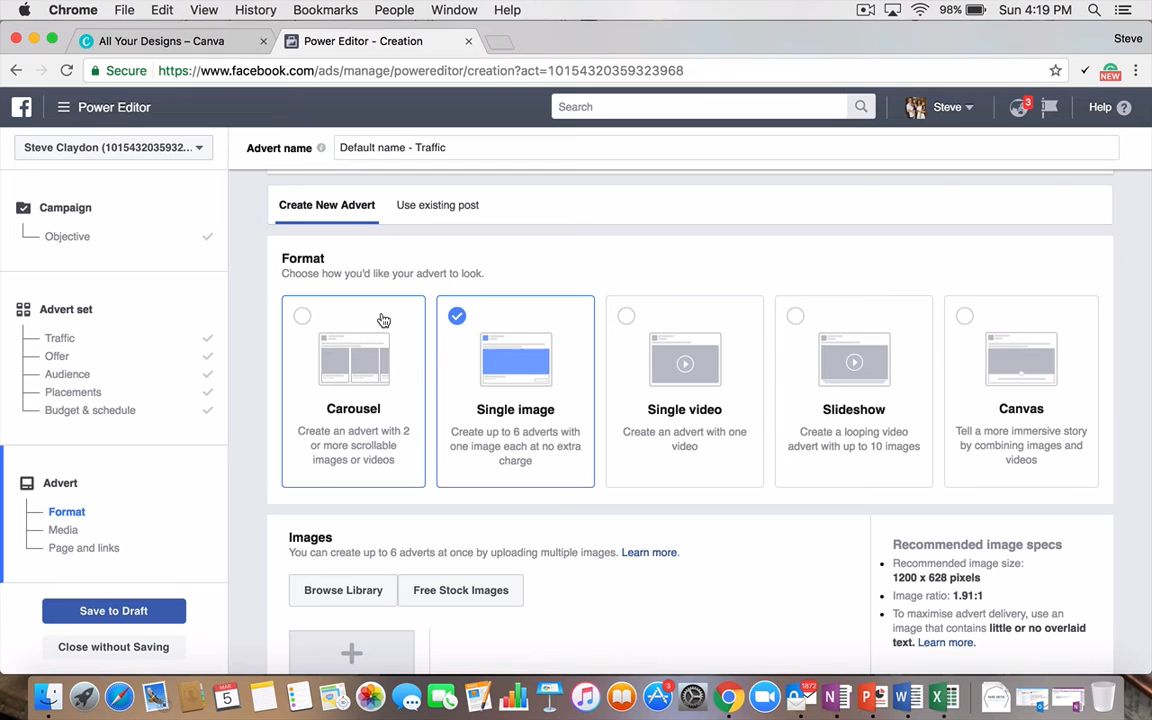 Chrome File Edit View History Bookmarks People Window Help 98% Sun 4:19 PM
All Your Designs – Canva × Power Editor - Creation × Steve
Secure https://www.facebook.com/ads/manage/powereditor/creation?act=10154320359323968 NEW
Power Editor Search Steve 3 Help ?
Steve Claydon (1015432035932... Advert name Default name - Traffic
Create New Advert Use existing post
Campaign
Objective
Advert set
Traffic
Offer
Audience
Placements
Budget & schedule
Advert
Format
Media
Page and links
Save to Draft
Close without Saving
Format
Choose how you'd like your advert to look.
Carousel
Create an advert with 2
or more scrollable
images or videos
Single image
Create up to 6 adverts with
one image each at no extra
charge
Single video
Create an advert with one
video
Slideshow
Create a looping video
advert with up to 10 images
Canvas
Tell a more immersive story
by combining images and
videos
Images
You can create up to 6 adverts at once by uploading multiple images. Learn more.
Browse Library Free Stock Images
Recommended image specs
Recommended image size:
1200 x 628 pixels
Image ratio: 1.91:1
To maximise advert delivery, use an
image that contains little or no overlaid
text. Learn more.
MAR
5
3
1872
N P W X